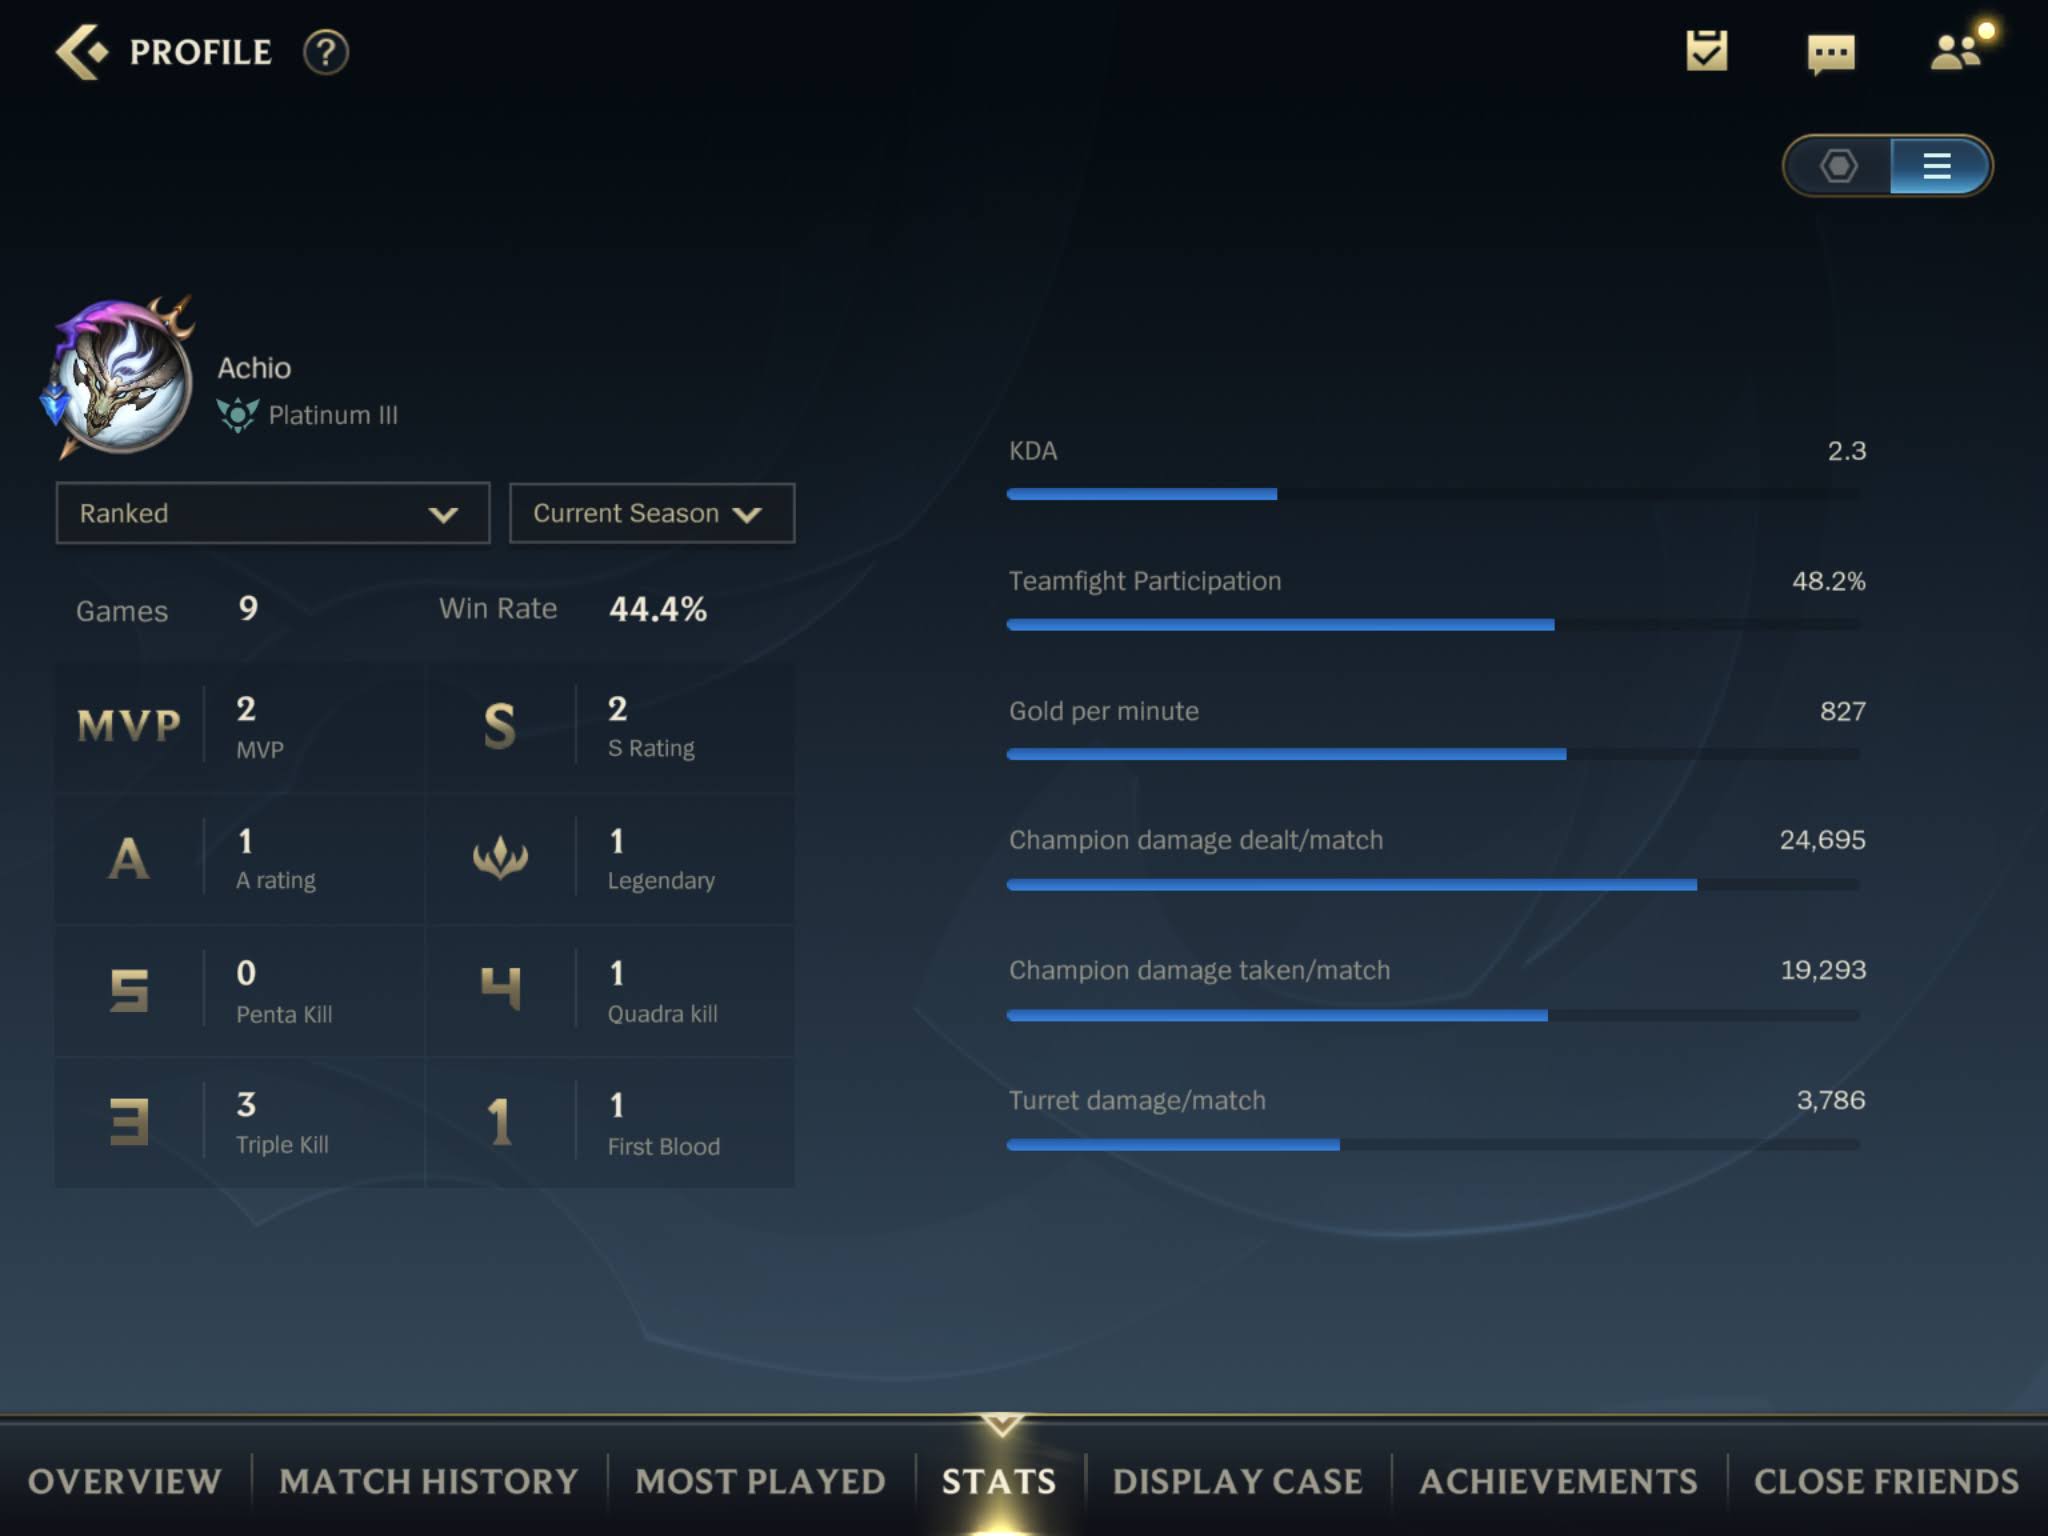 PROFILE ?
Achio
Platinum III
Ranked
Current Season
Games 9
Win Rate 44.4%
MVP 2
MVP
S 2
S Rating
A 1
A rating
1
Legendary
5 0
Penta Kill
4 1
Quadra kill
3 3
Triple Kill
1 1
First Blood
KDA 2.3
Teamfight Participation 48.2%
Gold per minute 827
Champion damage dealt/match 24,695
Champion damage taken/match 19,293
Turret damage/match 3,786
OVERVIEW
MATCH HISTORY
MOST PLAYED
STATS
DISPLAY CASE
ACHIEVEMENTS
CLOSE FRIENDS